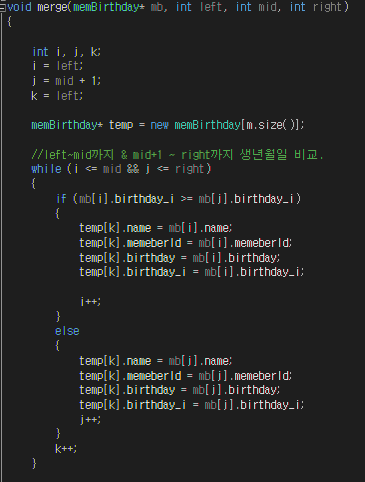 void merge(memBirthday* mb, int left, int mid, int right)
{
int i, j, k;
i = left;
j = mid + 1;
k = left;
memBirthday* temp = new memBirthday[m.size()];
//left~mid까지 & mid+1 ~ right까지 생년월일 비교.
while (i <= mid && j <= right)
{
if (mb[i].birthday_i >= mb[j].birthday_i)
{
temp[k].name = mb[i].name;
temp[k].memeberId = mb[i].memeberId;
temp[k].birthday = mb[i].birthday;
temp[k].birthday_i = mb[i].birthday_i;
i++;
}
else
{
temp[k].name = mb[j].name;
temp[k].memeberId = mb[j].memeberId;
temp[k].birthday = mb[j].birthday;
temp[k].birthday_i = mb[j].birthday_i;
j++;
}
k++;
}